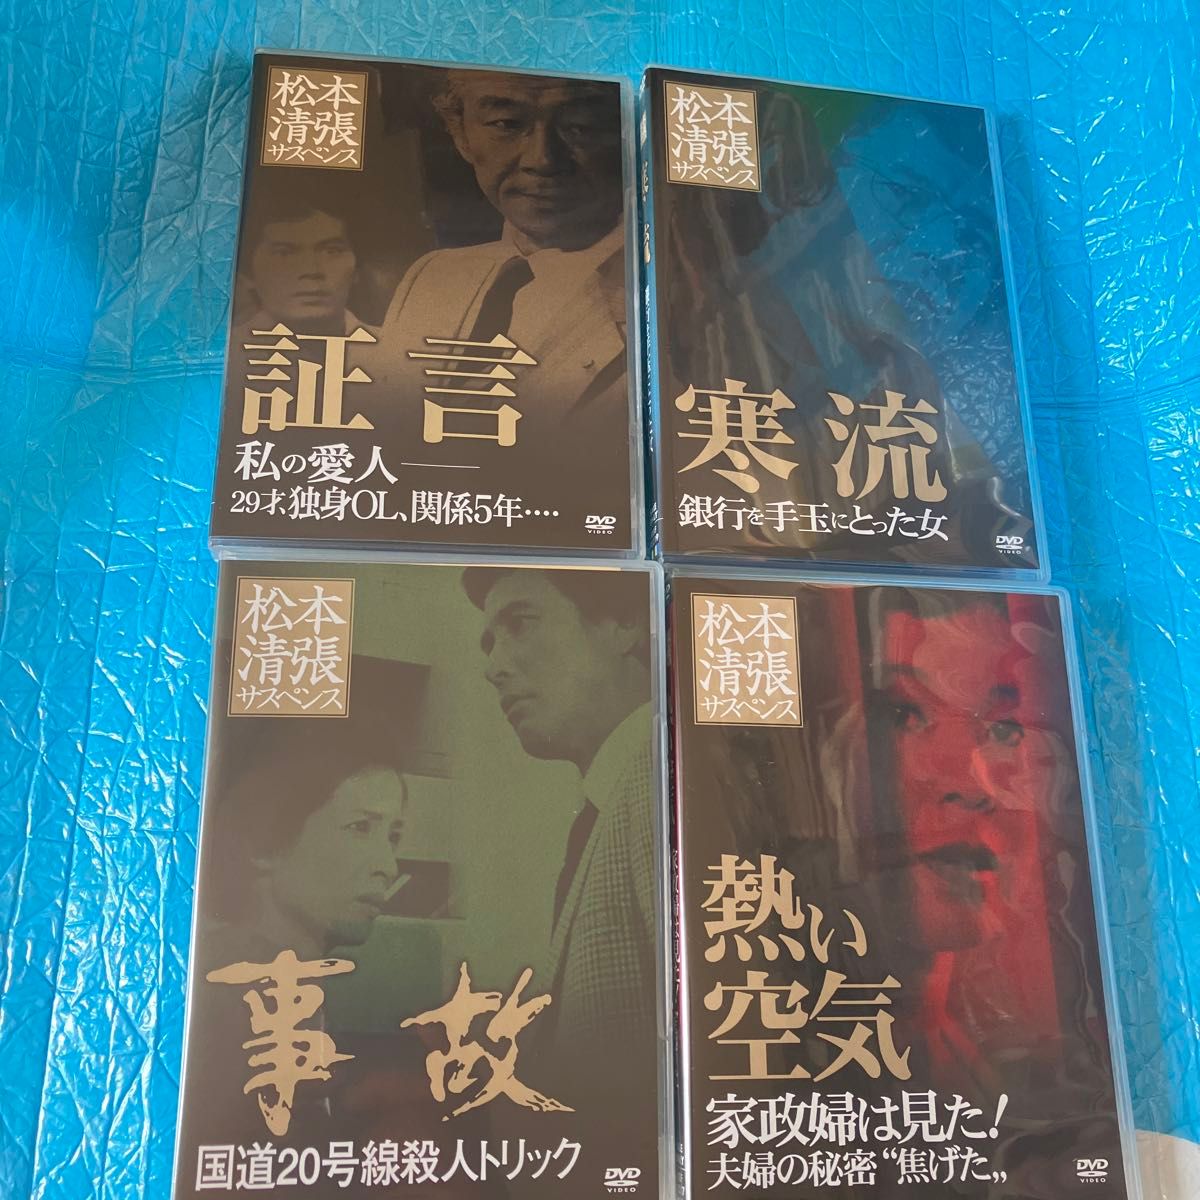 松本
清張
サスペンス
証言
私の愛人——
29才、独身OL、関係5年‥‥
DVD
VIDEO
松本
清張
サスペンス
寒流
銀行を手玉にとった女
DVD
VIDEO
松本
清張
サスペンス
事故
国道20号線殺人トリック
DVD
VIDEO
松本
清張
サスペンス
熱い
空気
家政婦は見た!
夫婦の秘密“焦げた„
DVD
VIDEO